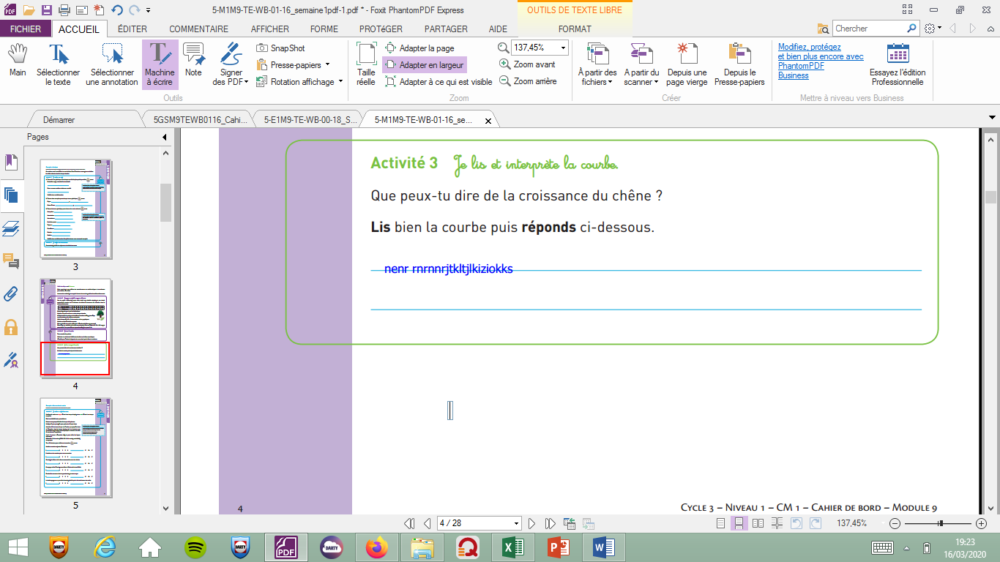 5-M1M9-TE-WB-01-16_semaine1pdf-1.pdf * - Foxit PhantomPDF Express
OUTILS DE TEXTE LIBRE
FICHIER ACCUEIL ÉDITER COMMENTAIRE AFFICHER FORME PROTéGER PARTAGER AIDE FORMAT
Chercher
Main
Sélectionner le texte
Sélectionner une annotation
Machine à écrire
Note
Signer des PDF
SnapShot
Presse-papiers
Rotation affichage
Outils
Taille réelle
Adapter la page
Adapter en largeur
Adapter à ce qui est visible
137,45%
Zoom avant
Zoom arrière
Zoom
À partir des fichiers
A partir du scanner
Depuis une page vierge
Depuis le Presse-papiers
Créer
Modifiez, protégez
et bien plus encore avec
PhantomPDF
Business
Essayez l'édition Professionnelle
Mettre à niveau vers Business
Démarrer
5GSM9TEWB0116_Cahi...
5-E1M9-TE-WB-00-18_S...
5-M1M9-TE-WB-01-16_se...
Pages
3
4
5
Activité 3 Je lis et interprète la courbe.
Que peux-tu dire de la croissance du chêne ?
Lis bien la courbe puis réponds ci-dessous.
nenr rnrnnrjtkltjlkiziokks
4
Cycle 3 – Niveau 1 – CM 1 – Cahier de bord – Module 9
4 / 28
137,45%
DARTY
DARTY
PDF
DARTY
19:23
16/03/2020